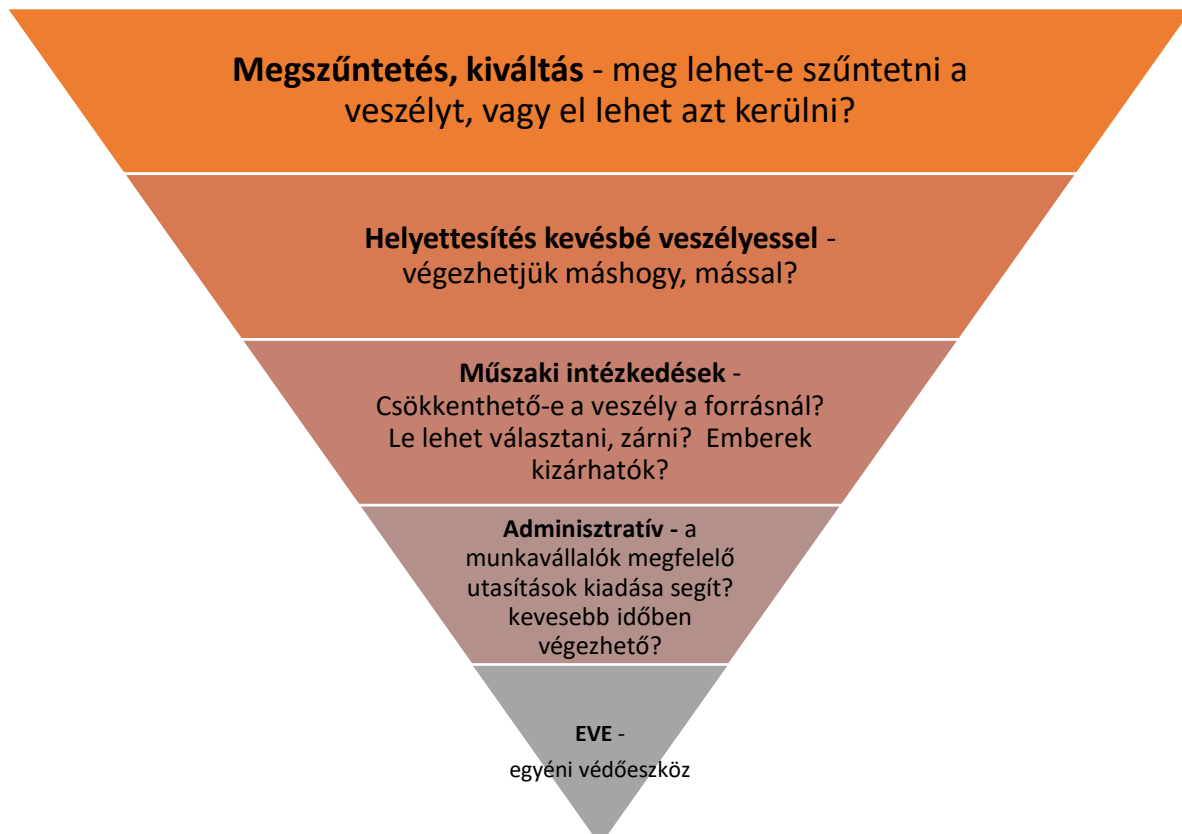 Megszűntetés, kiváltás - meg lehet-e szűntetni a
veszélyt, vagy el lehet azt kerülni?
Helyettesítés kevésbé veszélyessel -
végezhetjük máshogy, mással?
Műszaki intézkedések -
Csökkenthető-e a veszély a forrásnál?
Le lehet választani, zárni?  Emberek
kizárhatók?
Adminisztratív - a
munkavállalók megfelelő
utasítások kiadása segít?
kevesebb időben
végezhető?
EVE -
egyéni védőeszköz